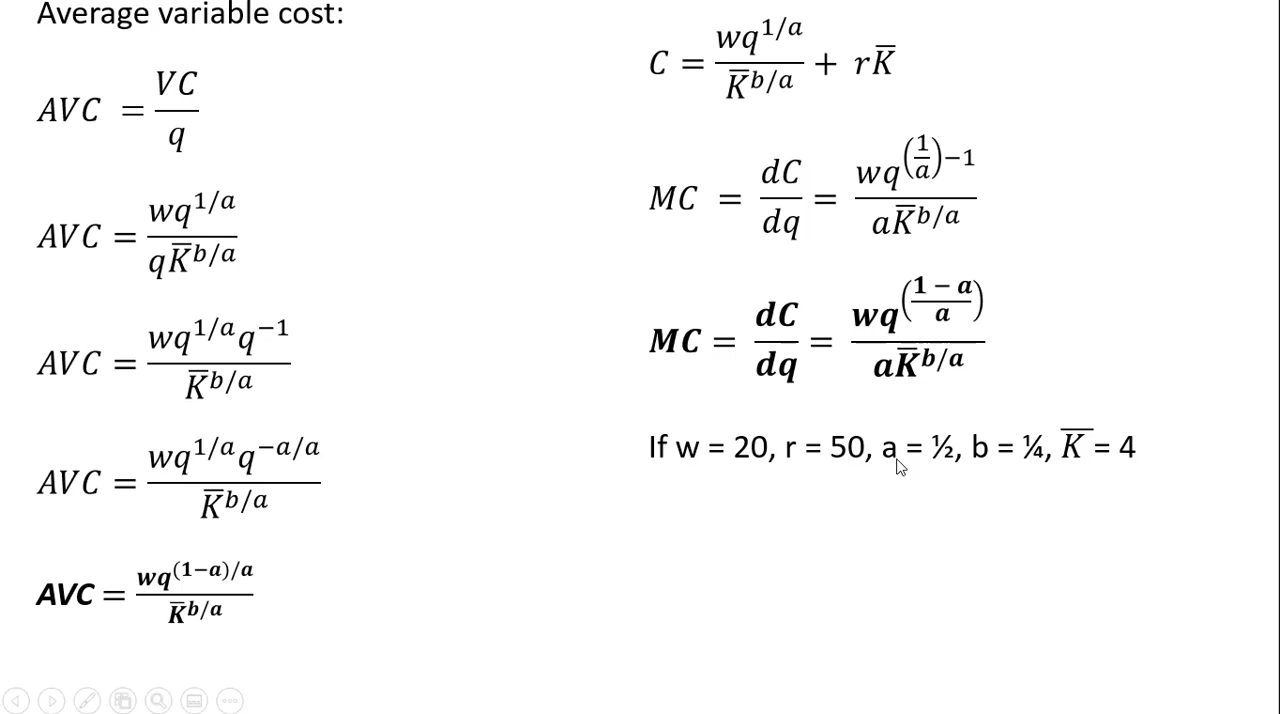 Average variable cost:
AVC = VC/q
AVC = wq^{1/a} / qK̅^{b/a}
AVC = wq^{1/a}q^{−1} / K̅^{b/a}
AVC = wq^{1/a}q^{−a/a} / K̅^{b/a}
AVC = wq^{(1−a)/a} / K̅^{b/a}
C = wq^{1/a} / K̅^{b/a} + rK̅
MC = dC/dq = wq^{(1/a)−1} / aK̅^{b/a}
MC = dC/dq = wq^{((1−a)/a)} / aK̅^{b/a}
If w = 20, r = 50, a = ½, b = ¼, K̅ = 4